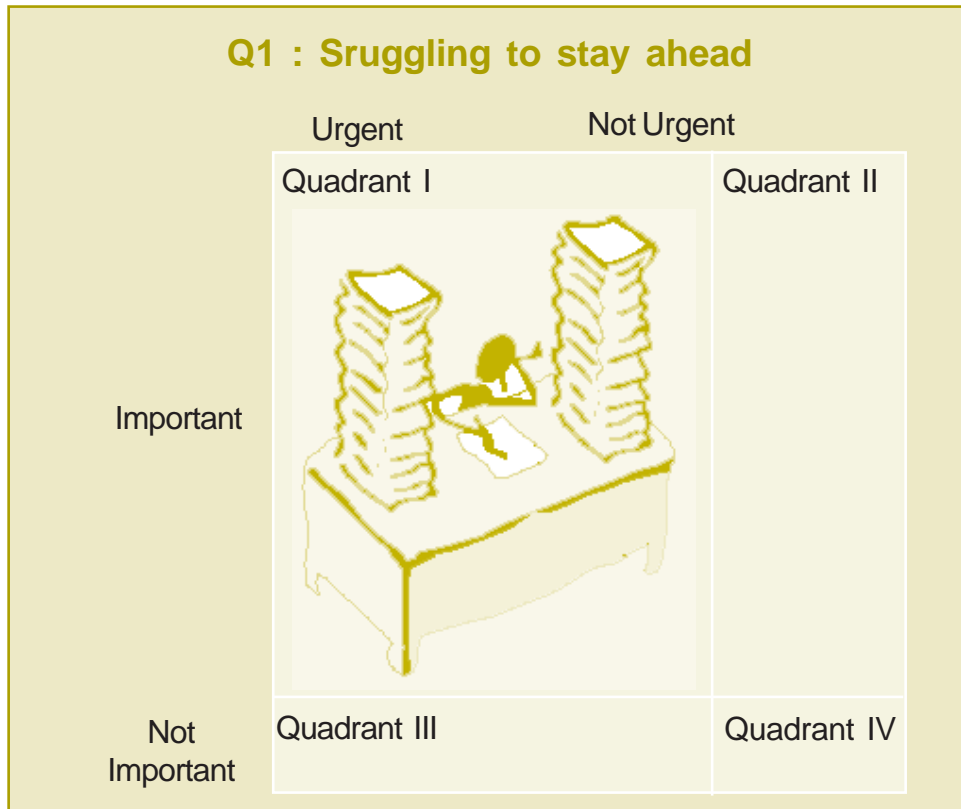 Q1 : Sruggling to stay ahead
Urgent Not Urgent
Quadrant I Quadrant II
Important
Not
Important
Quadrant III Quadrant IV